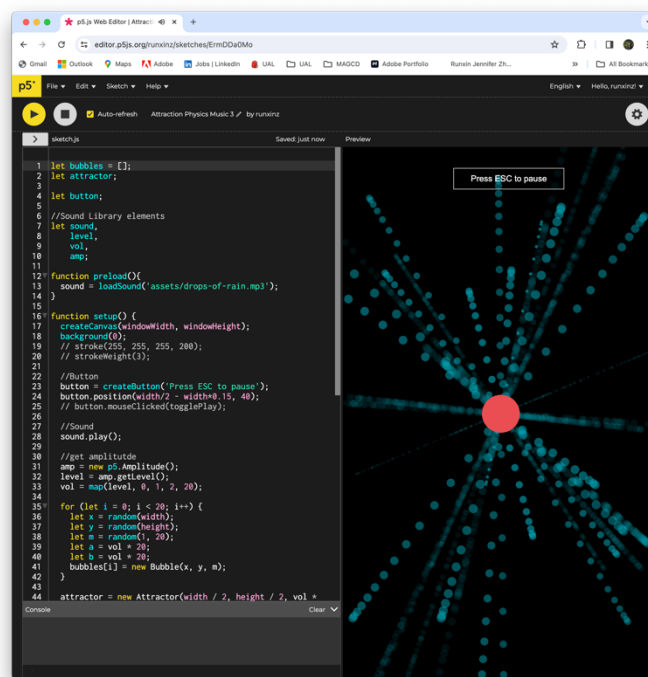 p5.js Web Editor | Attracti
editor.p5js.org/runxinz/sketches/ErmDDa0Mo
Gmail Outlook Maps Adobe Jobs | LinkedIn UAL UAL MAGCD Adobe Portfolio Runxin Jennifer Zh... » All Bookmark
p5* File Edit Sketch Help English Hello, runxinz!
Auto-refresh Attraction Physics Music 3 by runxinz
> sketch.js Saved: just now Preview
Press ESC to pause
1 let bubbles = [];
2 let attractor;
3
4 let button;
5
6 //Sound Library elements
7 let sound,
8 level,
9 vol,
10 amp;
11
12 function preload(){
13 sound = loadSound('assets/drops-of-rain.mp3');
14 }
15
16 function setup() {
17 createCanvas(windowWidth, windowHeight);
18 background(0);
19 // stroke(255, 255, 255, 200);
20 // strokeWeight(3);
21
22 //Button
23 button = createButton('Press ESC to pause');
24 button.position(width/2 - width*0.15, 40);
25 // button.mouseClicked(togglePlay);
26
27 //Sound
28 sound.play();
29
30 //get amplitutde
31 amp = new p5.Amplitude();
32 level = amp.getLevel();
33 vol = map(level, 0, 1, 2, 20);
34
35 for (let i = 0; i < 20; i++) {
36 let x = random(width);
37 let y = random(height);
38 let m = random(1, 20);
39 let a = vol * 20;
40 let b = vol * 20;
41 bubbles[i] = new Bubble(x, y, m);
42 }
43
44 attractor = new Attractor(width / 2, height / 2, vol *
Console Clear